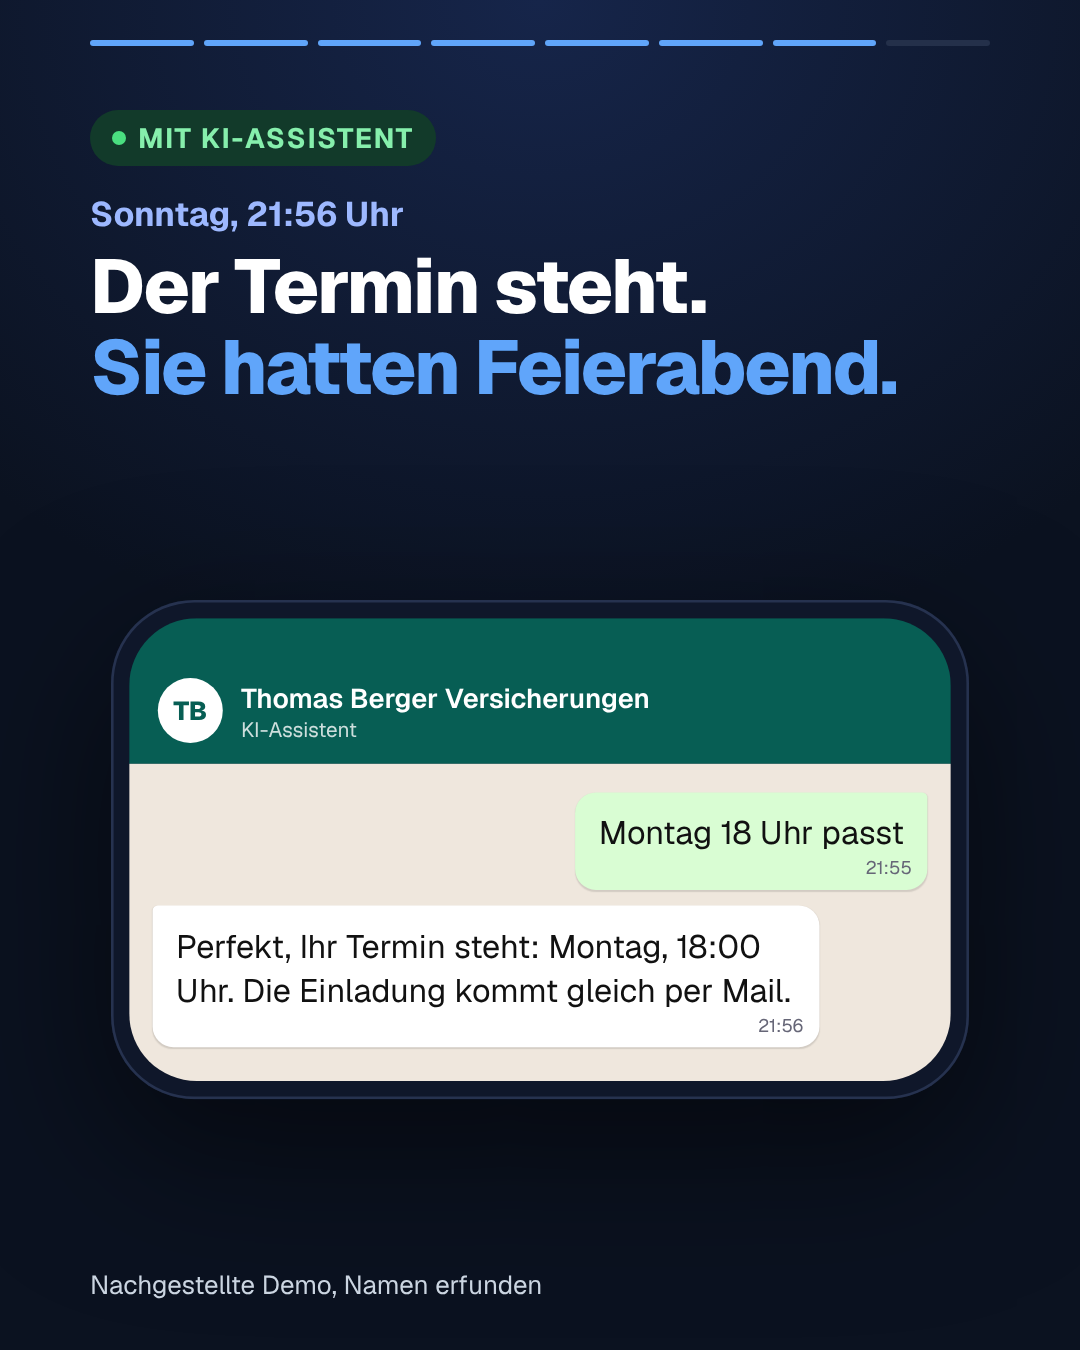 MIT KI-ASSISTENT
Sonntag, 21:56 Uhr
Der Termin steht.
Sie hatten Feierabend.
TB
Thomas Berger Versicherungen
KI-Assistent
Montag 18 Uhr passt
21:55
Perfekt, Ihr Termin steht: Montag, 18:00
Uhr. Die Einladung kommt gleich per Mail.
21:56
Nachgestellte Demo, Namen erfunden